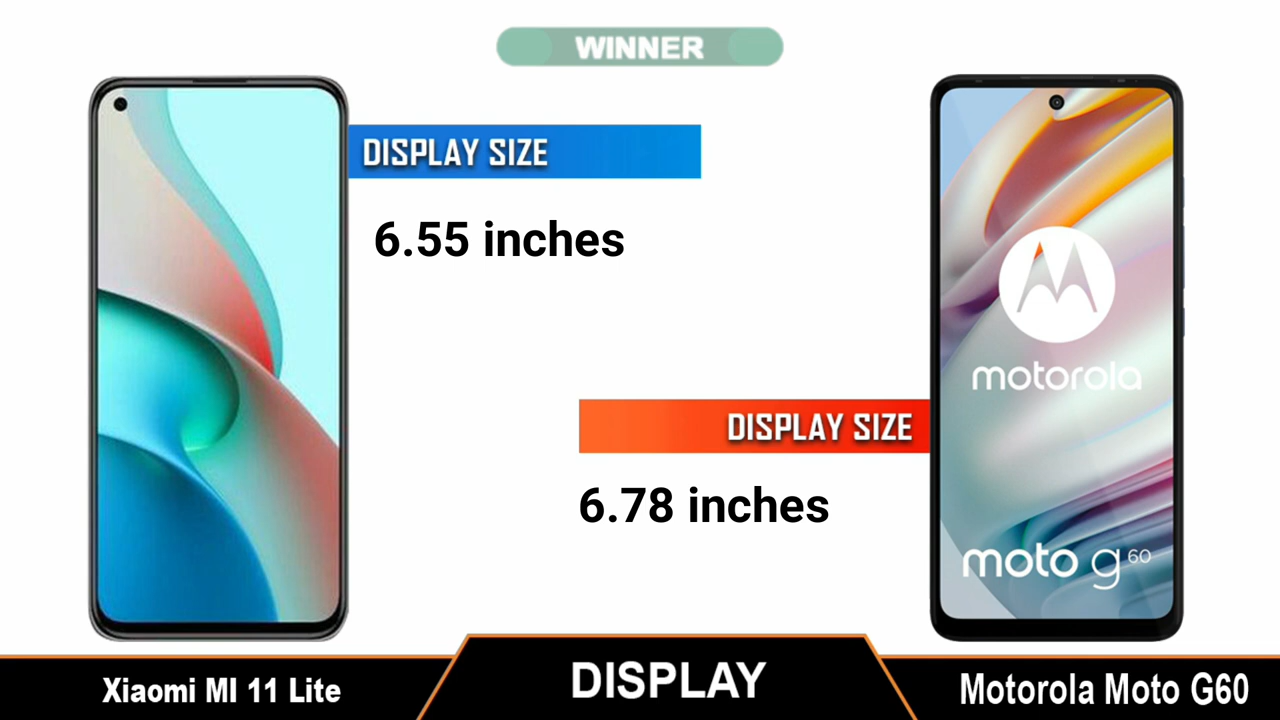 WINNER
DISPLAY SIZE
6.55 inches
motorola
DISPLAY SIZE
6.78 inches
moto g 60
Xiaomi MI 11 Lite
DISPLAY
Motorola Moto G60